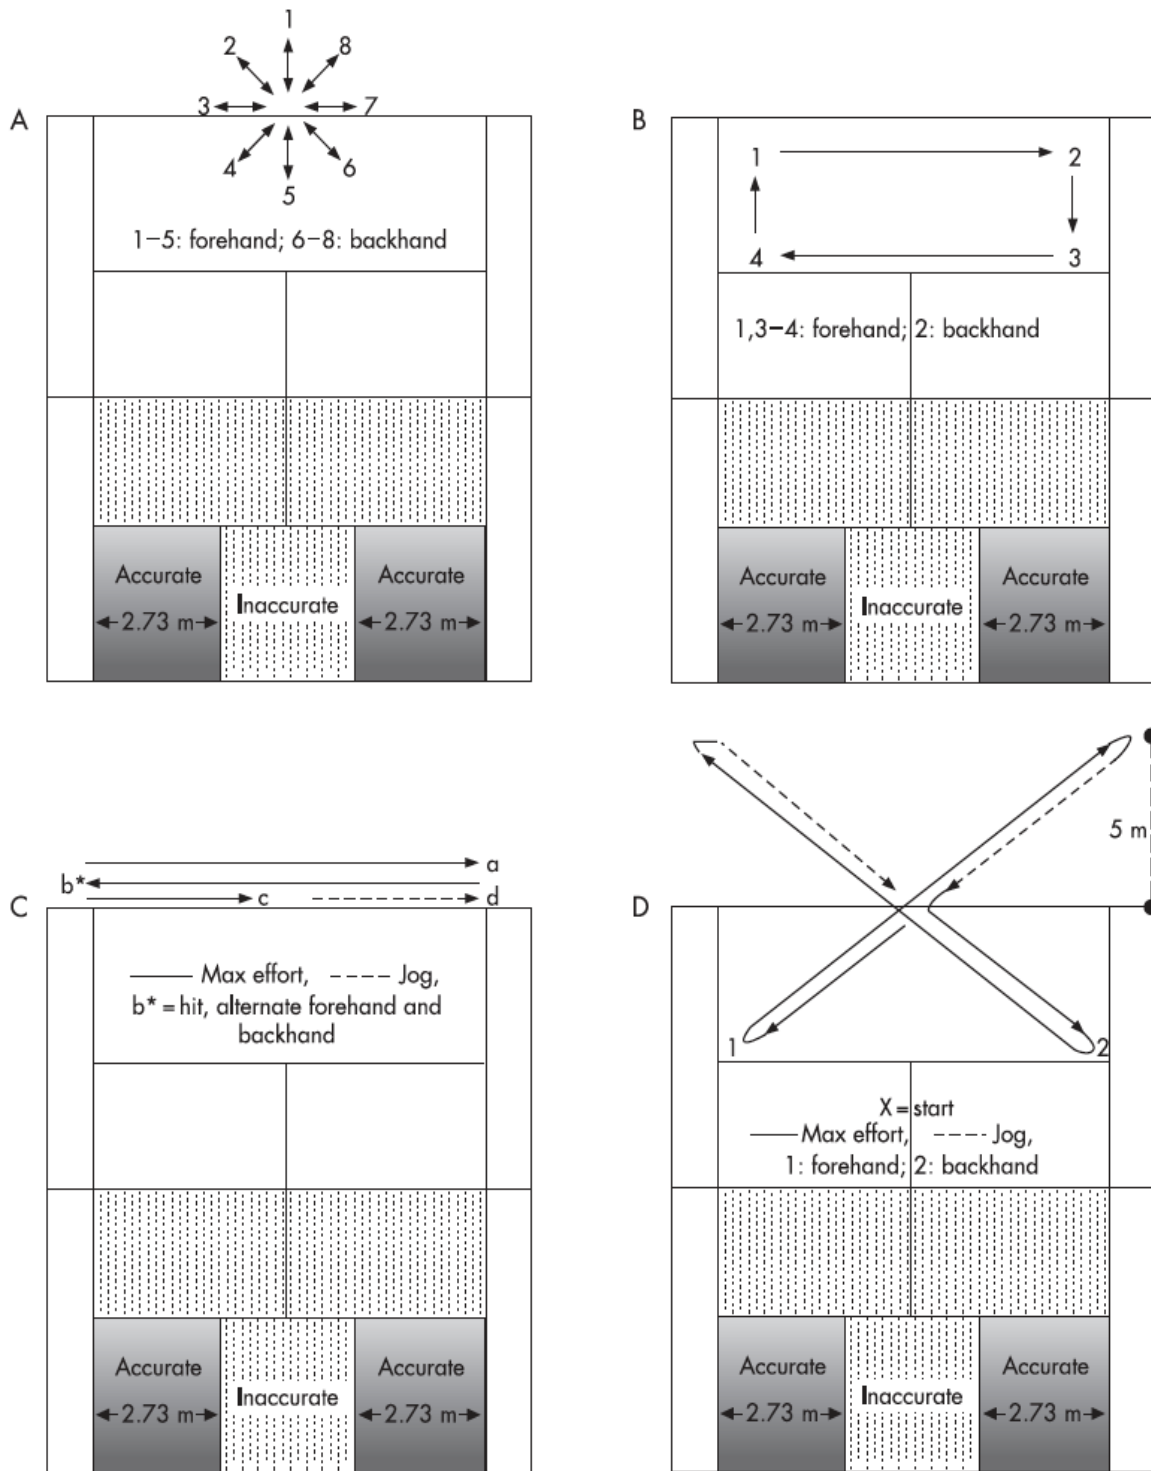 A
1
2
8
3
7
4
6
5
1–5: forehand; 6–8: backhand
Accurate
Accurate
Inaccurate
2.73 m
2.73 m
B
1
2
4
3
1,3–4: forehand; 2: backhand
Accurate
Accurate
Inaccurate
2.73 m
2.73 m
C
a
b*
c
d
Max effort, Jog,
b* = hit, alternate forehand and
backhand
Accurate
Accurate
Inaccurate
2.73 m
2.73 m
D
5 m
1
2
X = start
Max effort, Jog,
1: forehand; 2: backhand
Accurate
Accurate
Inaccurate
2.73 m
2.73 m